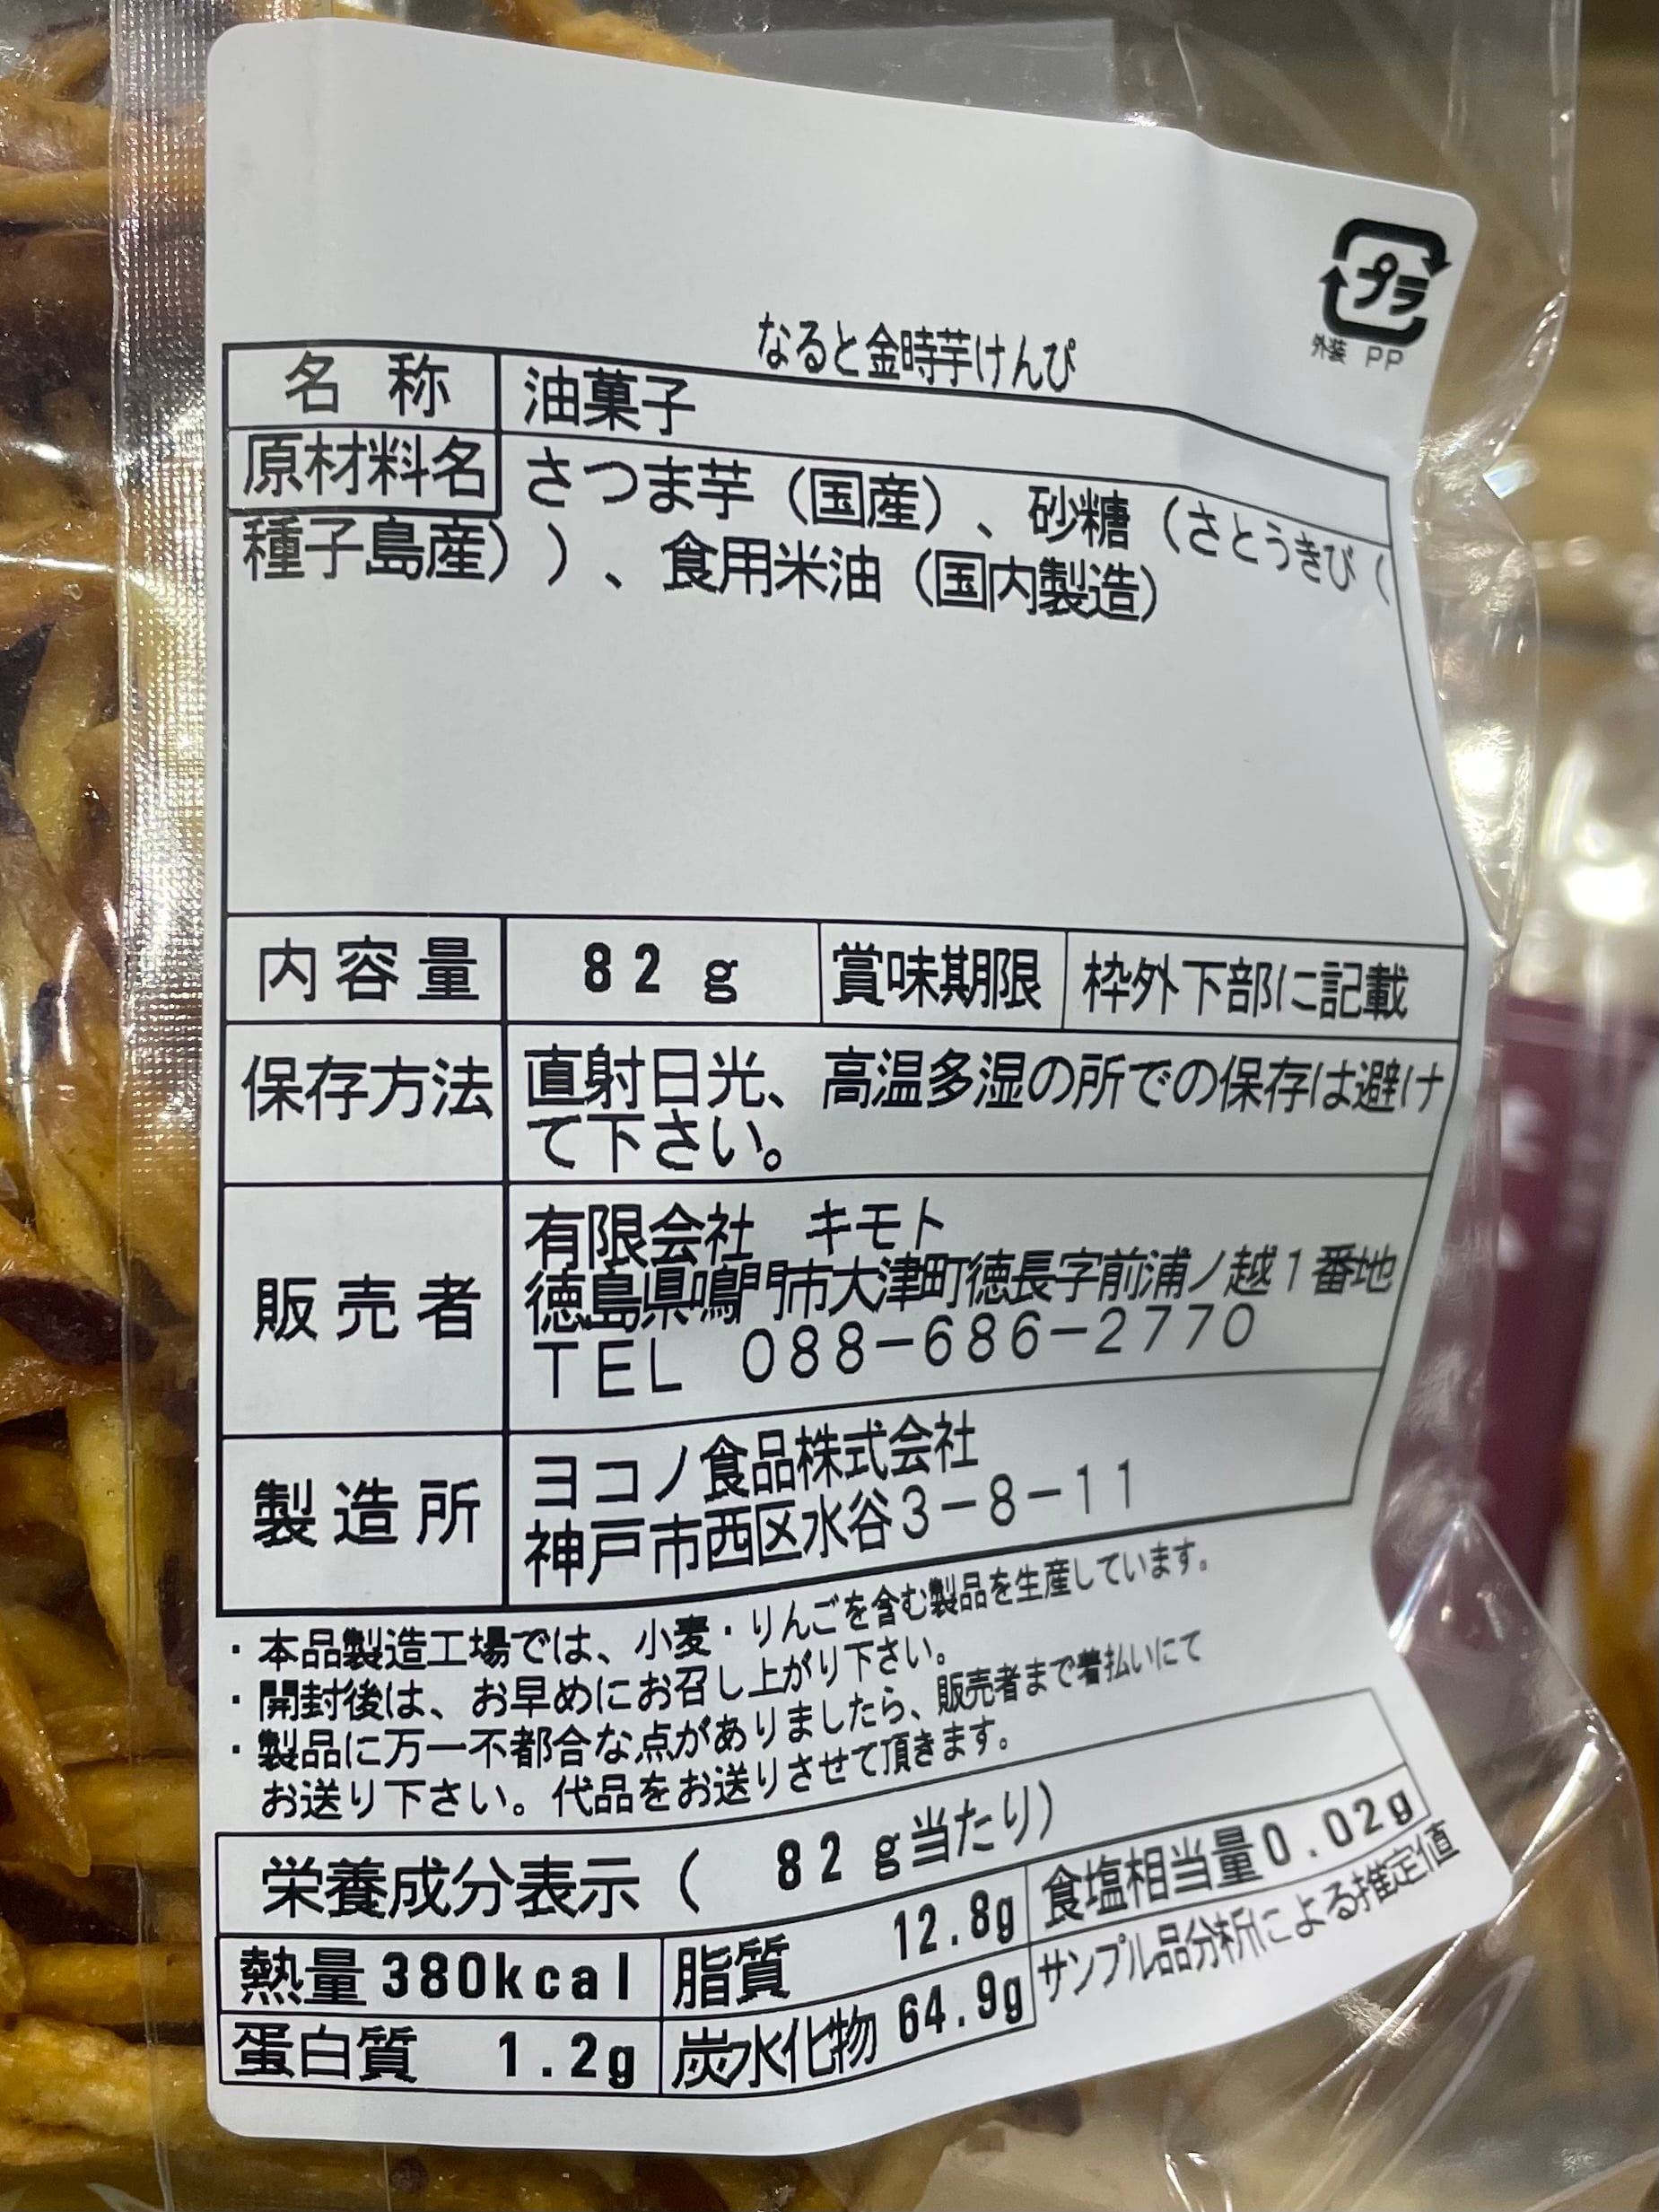 プラ
外装 PP
なると金時芋けんぴ
名称 油菓子
原材料名 さつま芋（国産）、砂糖（さとうきび（
種子島産））、食用米油（国内製造）
内容量 82g 賞味期限 枠外下部に記載
保存方法 直射日光、高温多湿の所での保存は避け
て下さい。
販売者 有限会社 キモト
徳島県鳴門市大津町徳長字前浦ノ越1番地
TEL 088-686-2770
製造所 ヨコノ食品株式会社
神戸市西区水谷3-8-11
・本品製造工場では、小麦・りんごを含む製品を生産しています。
・開封後は、お早めにお召し上がり下さい。
・製品に万一不都合な点がありましたら、販売者まで着払いにて
お送り下さい。代品をお送りさせて頂きます。
栄養成分表示（ 82g当たり）
熱量 380kcal 脂質 12.8g 食塩相当量 0.02g
蛋白質 1.2g 炭水化物 64.9g サンプル品分析による推定値